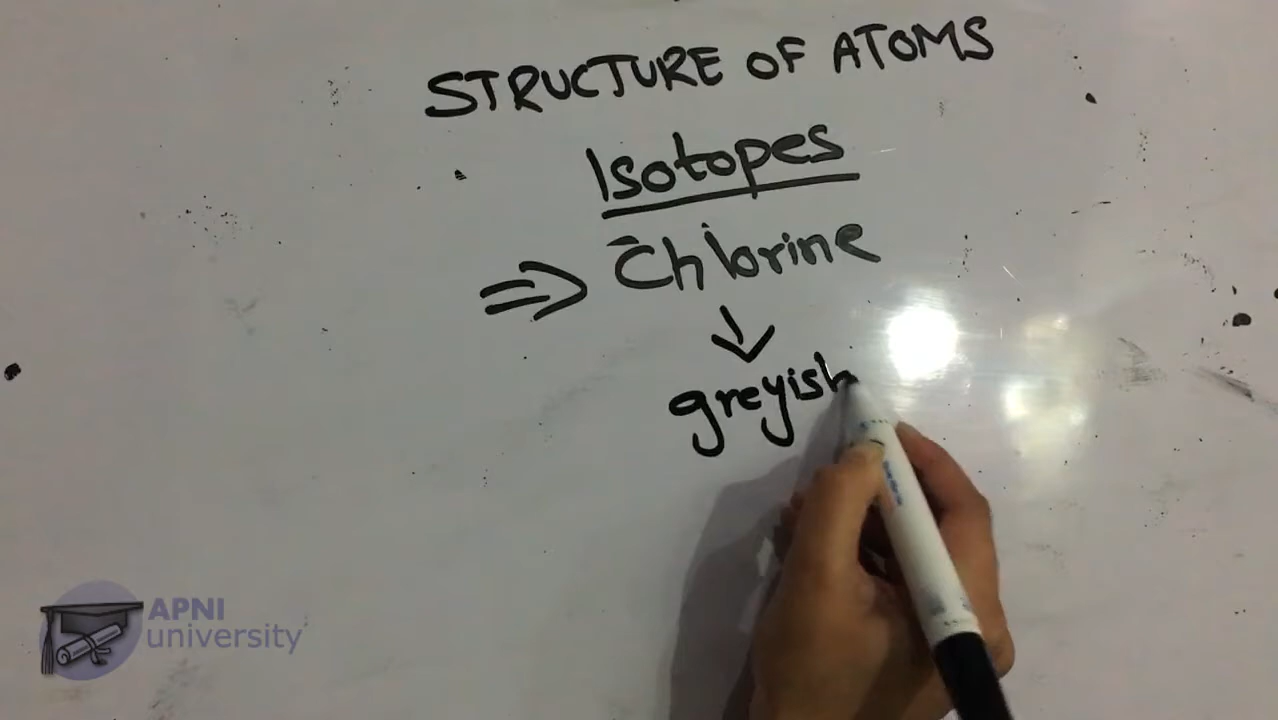 STRUCTURE OF ATOMS
Isotopes
⇒ Chlorine
↓
greyish
APNI
university